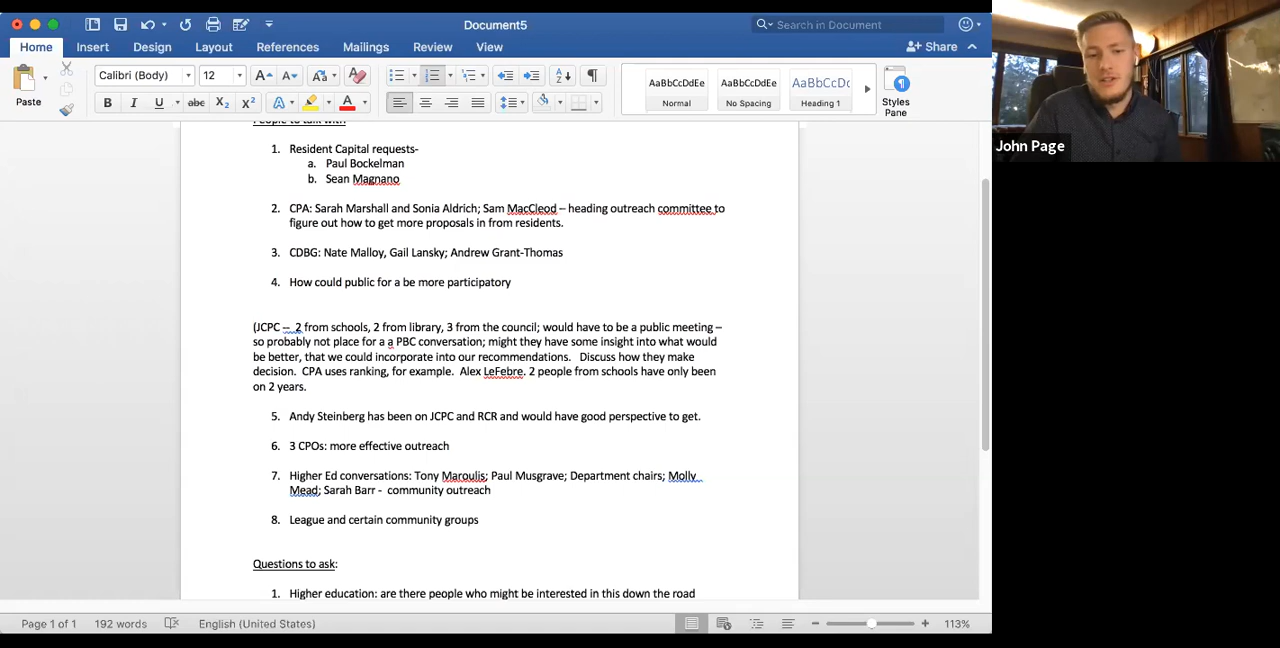 Document5
Search in Document
Home Insert Design Layout References Mailings Review View
Share
Paste
Calibri (Body) 12
AaBbCcDdEe AaBbCcDdEe AaBbCcDc
Normal No Spacing Heading 1
Styles Pane
People to talk with
1. Resident Capital requests-
a. Paul Bockelman
b. Sean Magnano
2. CPA: Sarah Marshall and Sonia Aldrich; Sam MacCleod – heading outreach committee to
figure out how to get more proposals in from residents.
3. CDBG: Nate Malloy, Gail Lansky; Andrew Grant-Thomas
4. How could public for a be more participatory
(JCPC -- 2 from schools, 2 from library, 3 from the council; would have to be a public meeting –
so probably not place for a a PBC conversation; might they have some insight into what would
be better, that we could incorporate into our recommendations. Discuss how they make
decision. CPA uses ranking, for example. Alex LeFebre. 2 people from schools have only been
on 2 years.
5. Andy Steinberg has been on JCPC and RCR and would have good perspective to get.
6. 3 CPOs: more effective outreach
7. Higher Ed conversations: Tony Maroulis; Paul Musgrave; Department chairs; Molly
Mead; Sarah Barr - community outreach
8. League and certain community groups
Questions to ask:
1. Higher education: are there people who might be interested in this down the road
Page 1 of 1 192 words English (United States) 113%
John Page